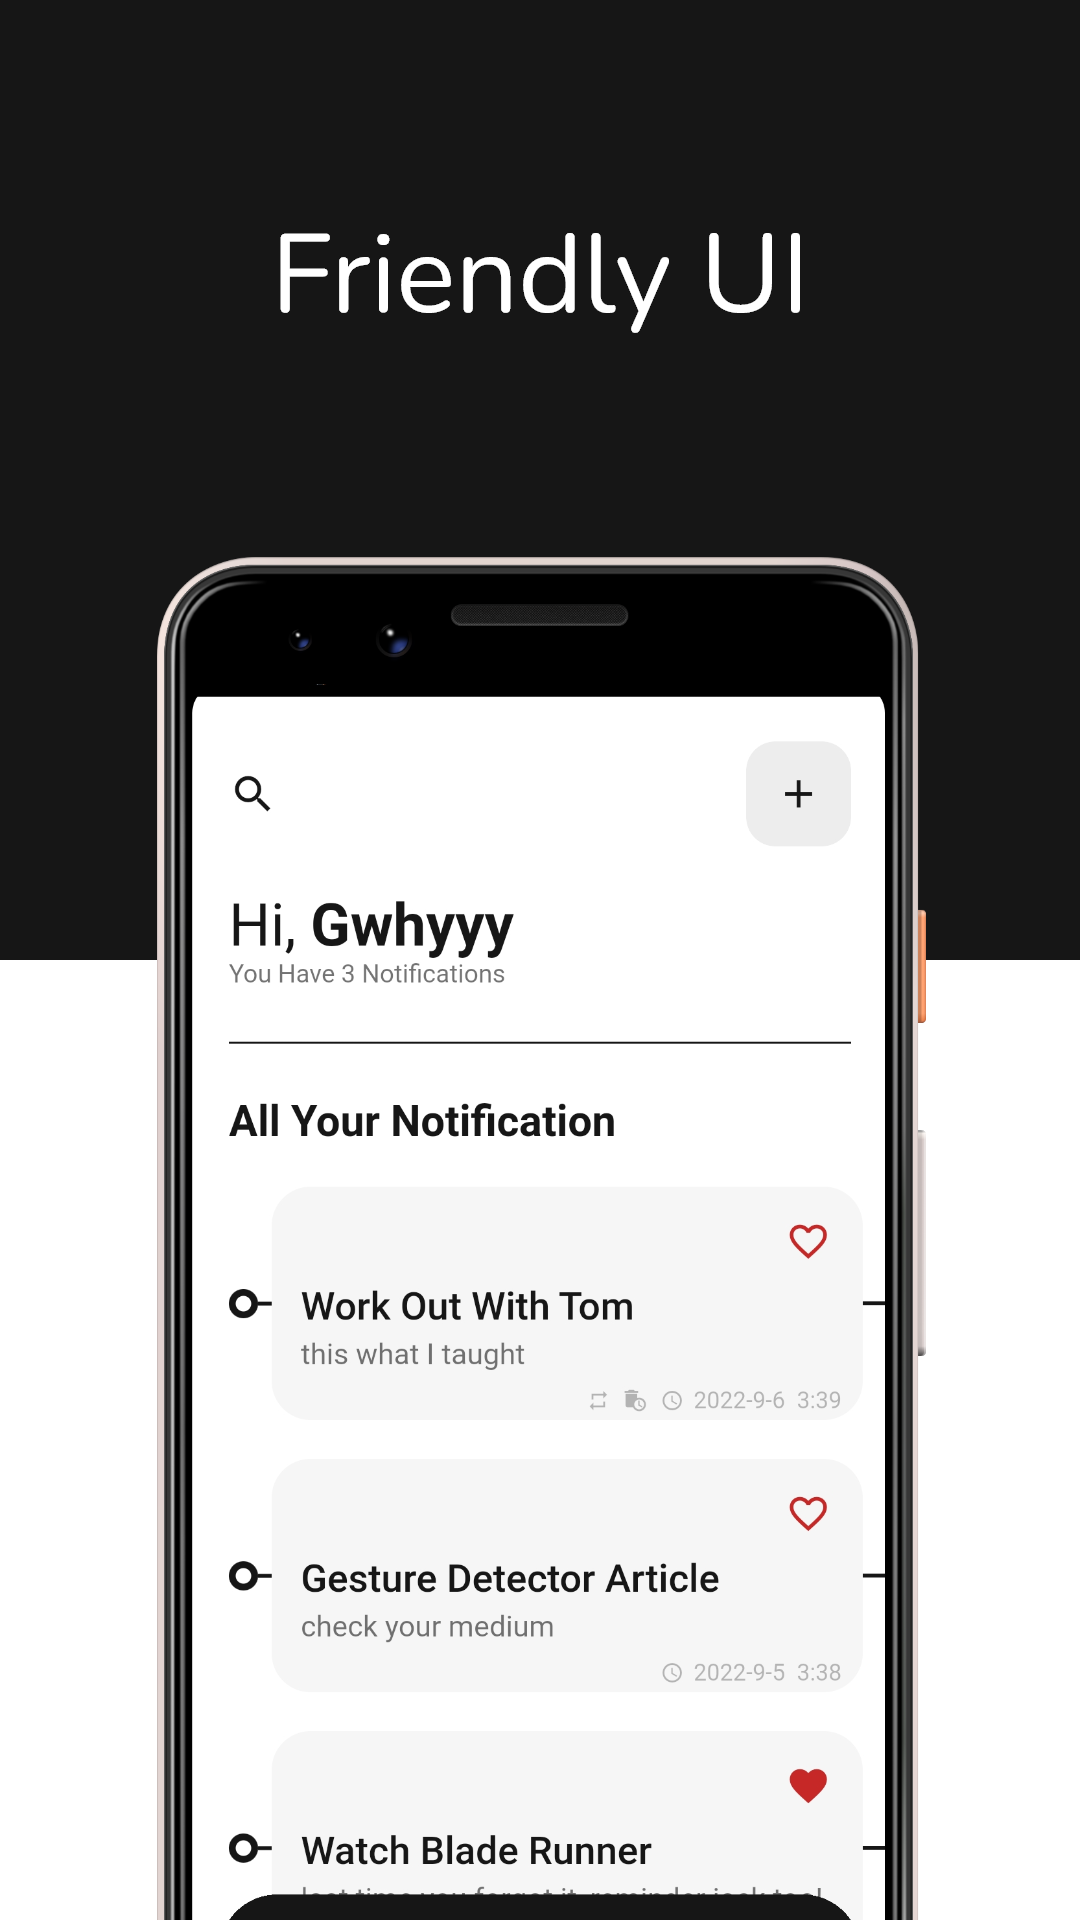 Friendly UI
Hi, Gwhyyy
You Have 3 Notifications
All Your Notification
Work Out With Tom
this what I taught
2022-9-6 3:39
Gesture Detector Article
check your medium
2022-9-5 3:38
Watch Blade Runner